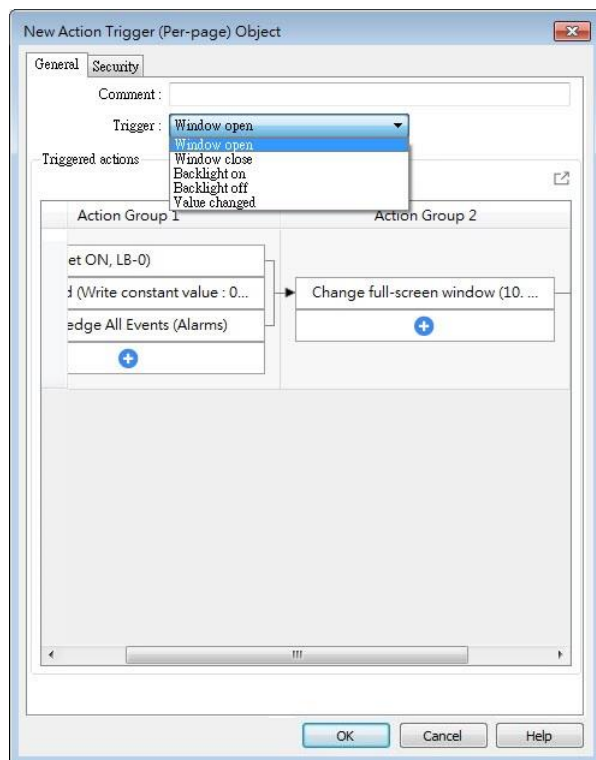 New Action Trigger (Per-page) Object
General Security
Comment :
Trigger : Window open
Window open
Window close
Backlight on
Backlight off
Value changed
Triggered actions
Action Group 1 Action Group 2
et ON, LB-0)
d (Write constant value : 0... Change full-screen window (10. ...
edge All Events (Alarms)
OK Cancel Help